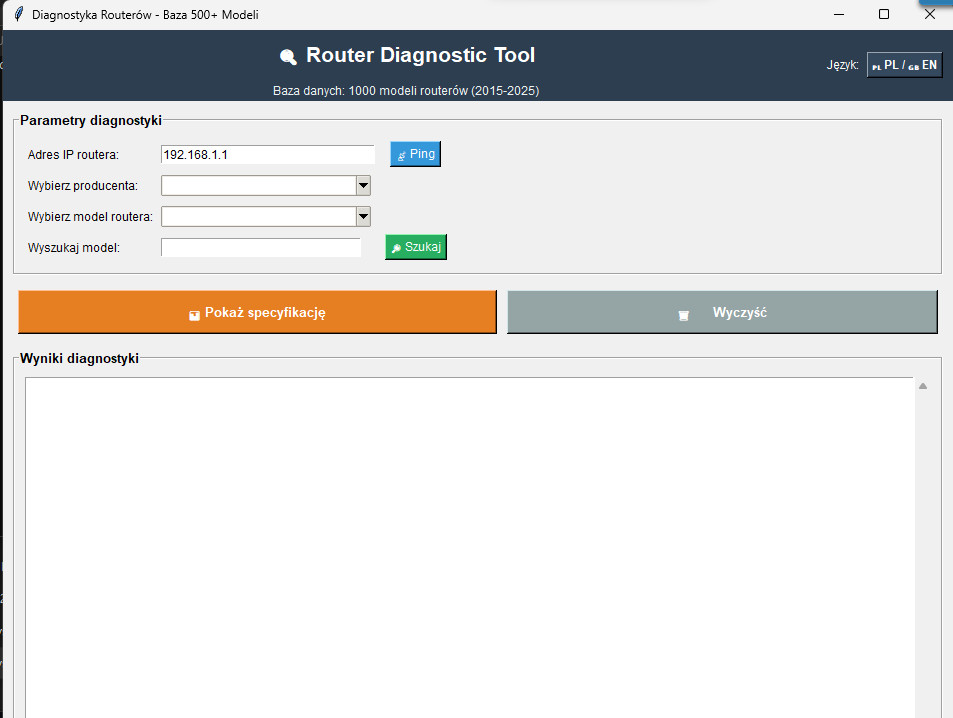 Diagnostyka Routerów - Baza 500+ Modeli
Router Diagnostic Tool
Język: PL PL / GB EN
Baza danych: 1000 modeli routerów (2015-2025)
Parametry diagnostyki
Adres IP routera: 192.168.1.1 Ping
Wybierz producenta:
Wybierz model routera:
Wyszukaj model: Szukaj
Pokaż specyfikację Wyczyść
Wyniki diagnostyki